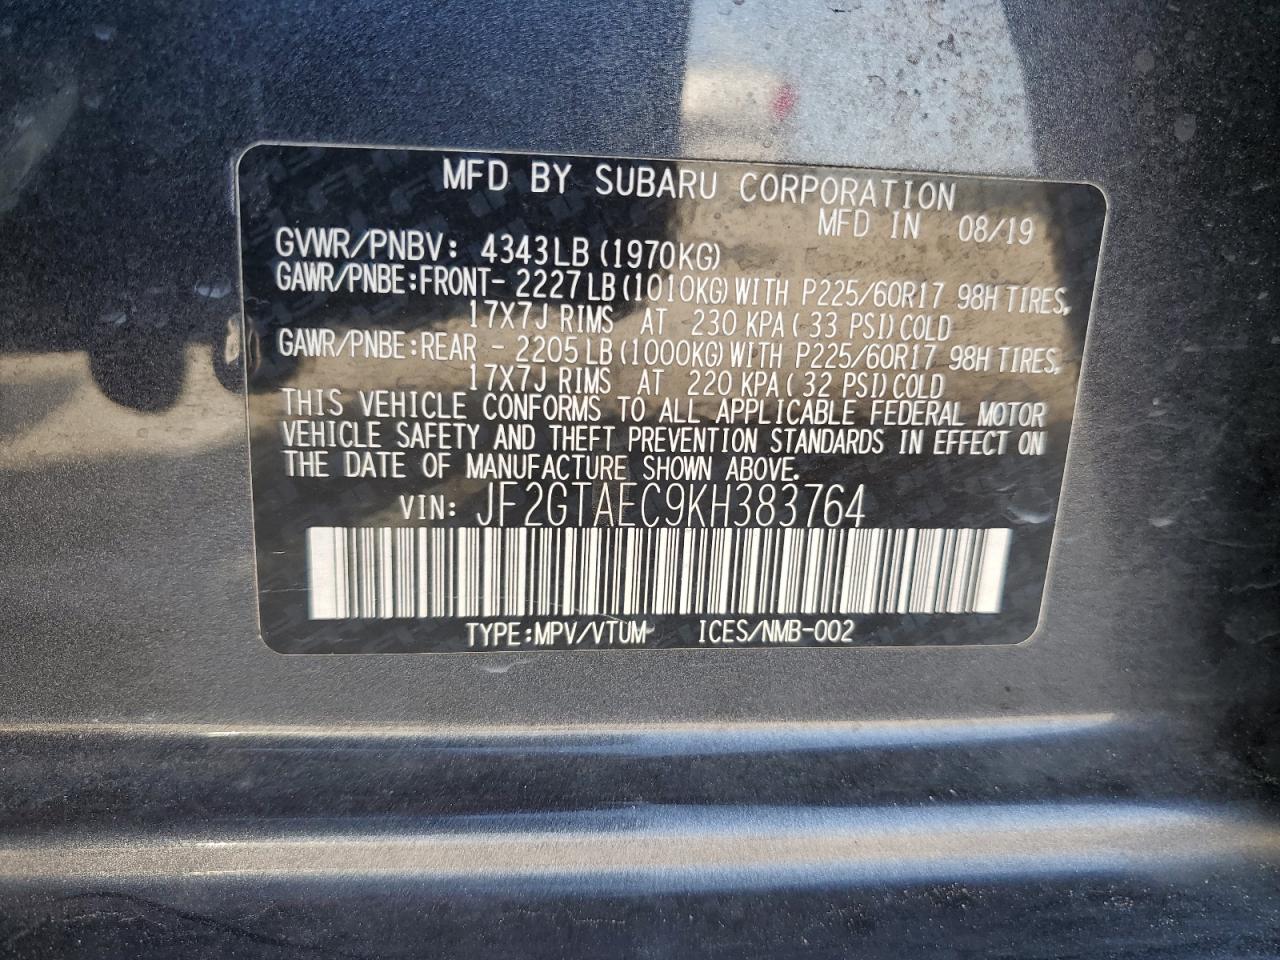 MFD BY SUBARU CORPORATION
MFD IN 08/19
GVWR/PNBV: 4343LB (1970KG)
GAWR/PNBE:FRONT- 2227LB (1010KG) WITH P225/60R17 98H TIRES,
17X7J RIMS AT 230 KPA ( 33 PSI) COLD
GAWR/PNBE:REAR - 2205LB (1000KG) WITH P225/60R17 98H TIRES,
17X7J RIMS AT 220 KPA ( 32 PSI) COLD
THIS VEHICLE CONFORMS TO ALL APPLICABLE FEDERAL MOTOR
VEHICLE SAFETY AND THEFT PREVENTION STANDARDS IN EFFECT ON
THE DATE OF MANUFACTURE SHOWN ABOVE.
VIN: JF2GTAEC9KH383764
TYPE:MPV/VTUM ICES/NMB-002